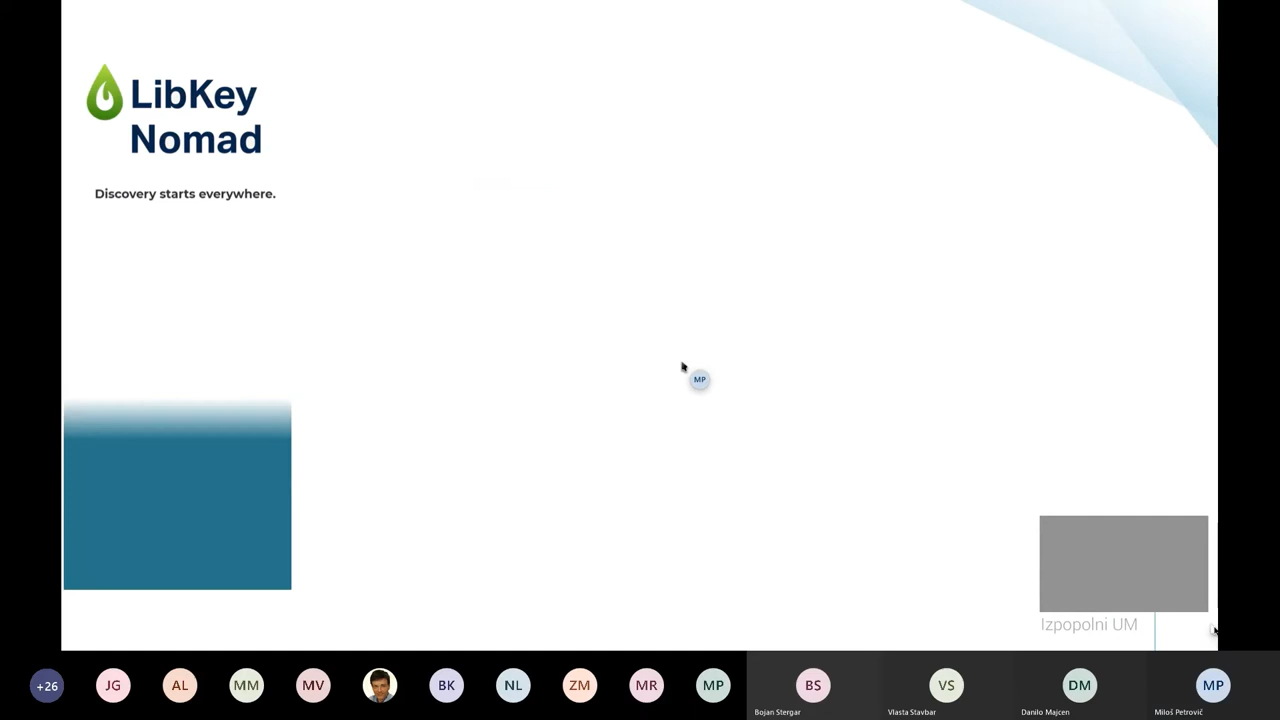 LibKey
Nomad
Discovery starts everywhere.
MP
Izpopolni UM
+26
JG
AL
MM
MV
BK
NL
ZM
MR
MP
BS
VS
DM
MP
Bojan Stergar
Vlasta Stavbar
Danilo Majcen
Miloš Petrovič